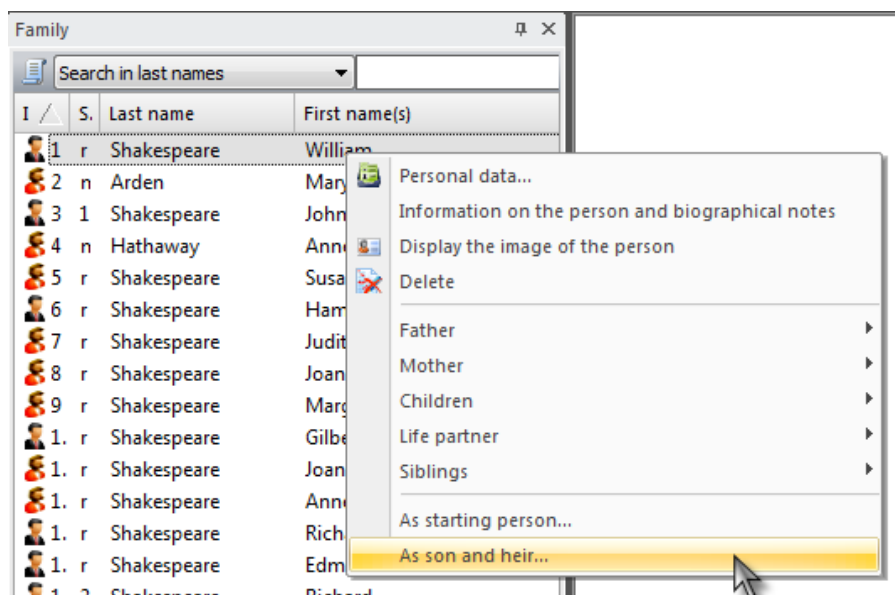 Family
Search in last names
I S. Last name First name(s)
1 r Shakespeare William
2 n Arden Mary
Personal data...
3 1 Shakespeare John
Information on the person and biographical notes
4 n Hathaway Anne
Display the image of the person
5 r Shakespeare Susa
Delete
6 r Shakespeare Ham
7 r Shakespeare Judit
Father
8 r Shakespeare Joan
Mother
9 r Shakespeare Marg
Children
1. r Shakespeare Gilbe
Life partner
1. r Shakespeare Joan
Siblings
1. r Shakespeare Anne
As starting person...
1. r Shakespeare Rich
As son and heir...
1. r Shakespeare Edm
1 2 Shakespeare Richard